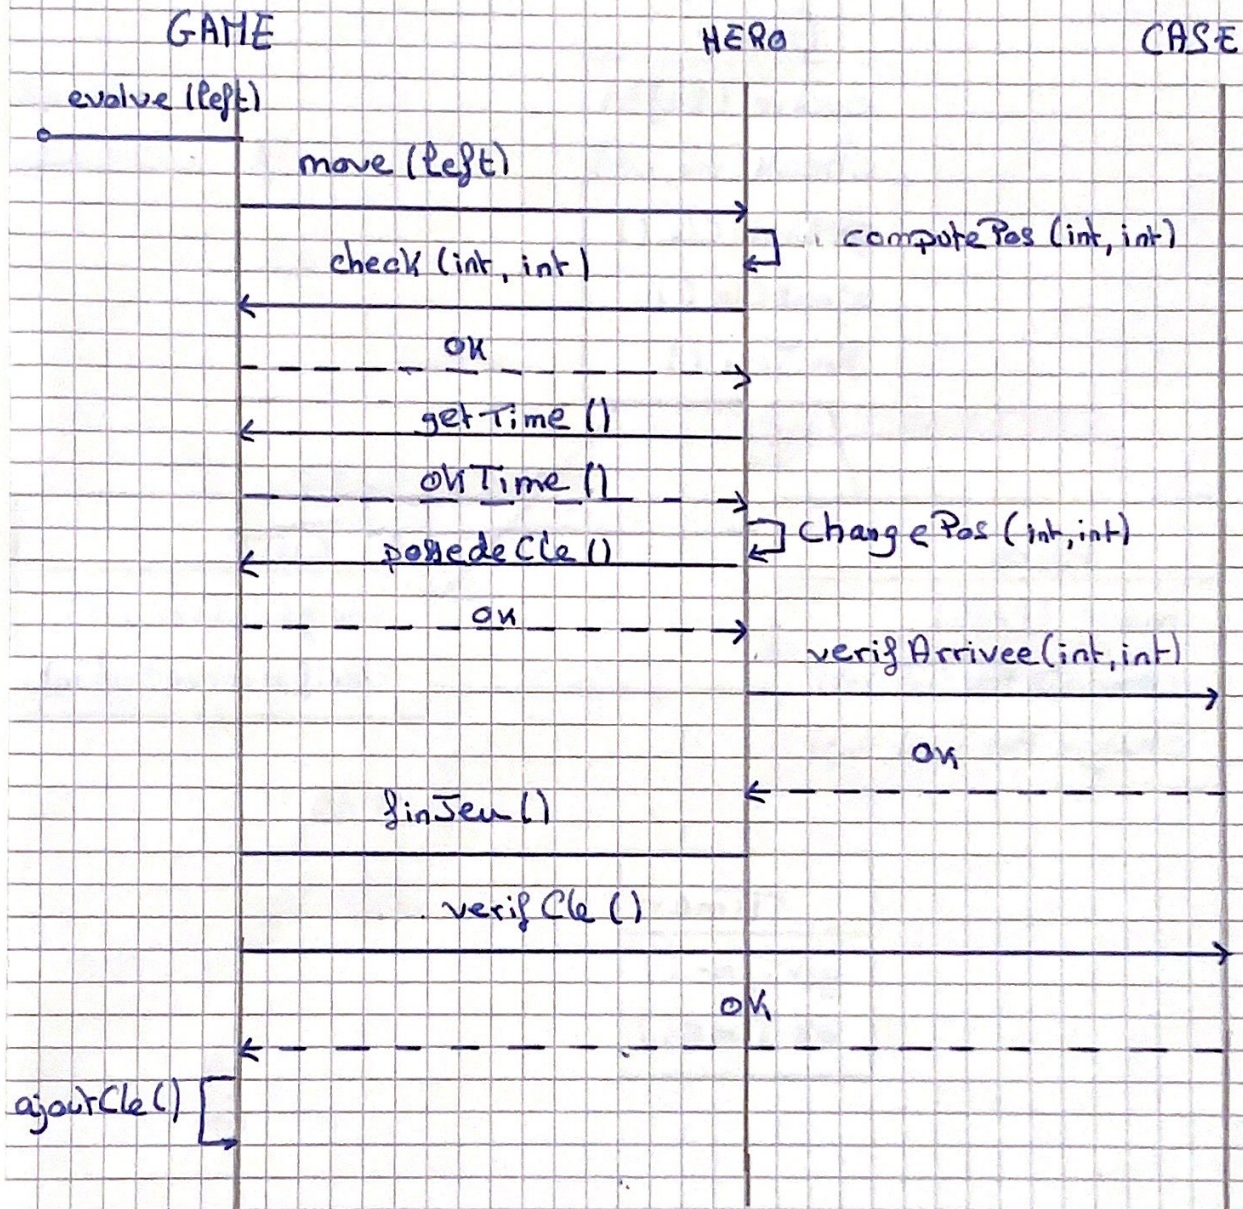 GAME HERO CASE
evolve (left)
move (left)
computePos (int, int)
check (int, int)
OK
getTime ()
OKTime ()
changePos (int, int)
possedeCle ()
OK
verifArrivee (int, int)
OK
finJeu ()
verifCle ()
OK
ajoutCle ()